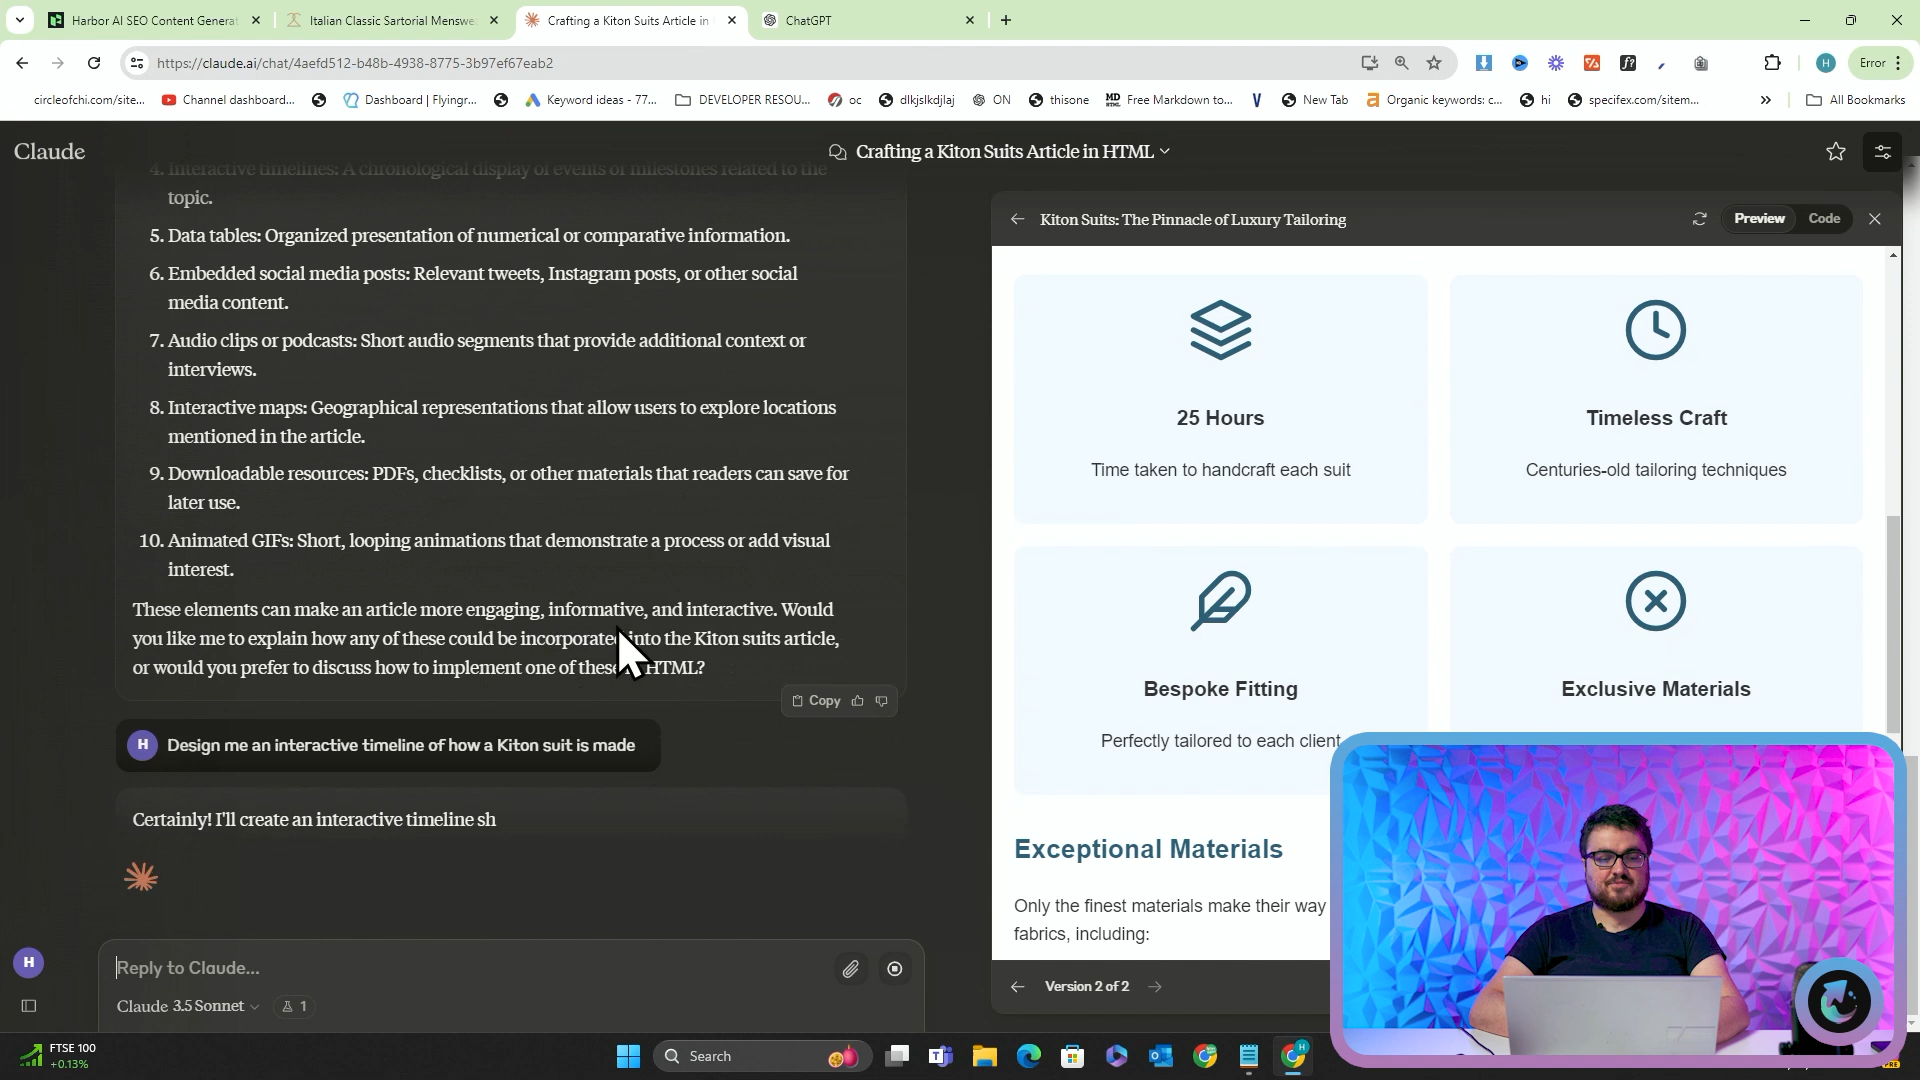 Harbor AI SEO Content Generat
Italian Classic Sartorial Menswe
Crafting a Kiton Suits Article in
ChatGPT
https://claude.ai/chat/4aefd512-b48b-4938-8775-3b97ef67eab2
Error
circleofchi.com/site...
Channel dashboard...
Dashboard | Flyingr...
Keyword ideas - 77...
DEVELOPER RESOU...
oc
dlkjslkdjlaj
ON
thisone
Free Markdown to...
New Tab
Organic keywords: c...
hi
specifex.com/sitem...
All Bookmarks
Claude
Crafting a Kiton Suits Article in HTML
4. Interactive timelines: A chronological display of events or milestones related to the
topic.
5. Data tables: Organized presentation of numerical or comparative information.
6. Embedded social media posts: Relevant tweets, Instagram posts, or other social
media content.
7. Audio clips or podcasts: Short audio segments that provide additional context or
interviews.
8. Interactive maps: Geographical representations that allow users to explore locations
mentioned in the article.
9. Downloadable resources: PDFs, checklists, or other materials that readers can save for
later use.
10. Animated GIFs: Short, looping animations that demonstrate a process or add visual
interest.
These elements can make an article more engaging, informative, and interactive. Would
you like me to explain how any of these could be incorporated into the Kiton suits article,
or would you prefer to discuss how to implement one of these HTML?
Copy
H
Design me an interactive timeline of how a Kiton suit is made
Certainly! I'll create an interactive timeline sh
H
Reply to Claude...
Claude 3.5 Sonnet
1
Kiton Suits: The Pinnacle of Luxury Tailoring
Preview
Code
25 Hours
Time taken to handcraft each suit
Timeless Craft
Centuries-old tailoring techniques
Bespoke Fitting
Perfectly tailored to each client
Exclusive Materials
Exceptional Materials
Only the finest materials make their way
fabrics, including:
Version 2 of 2
FTSE 100
+0.13%
Search